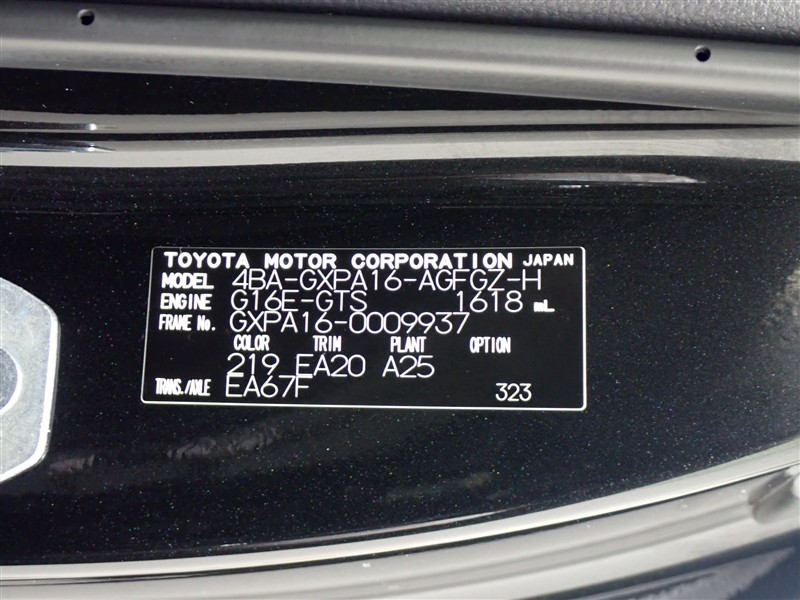 TOYOTA MOTOR CORPORATION JAPAN
MODEL 4BA-GXPA16-AGFGZ-H
ENGINE G16E-GTS 1618 mL
FRAME No. GXPA16-0009937
COLOR TRIM PLANT OPTION
219 EA20 A25
TRANS./AXLE EA67F 323